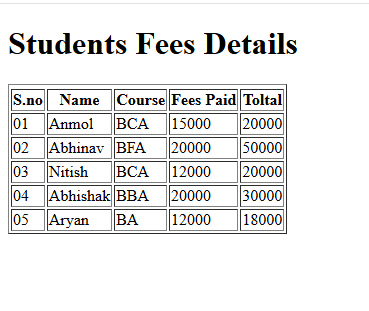 Students Fees Details
S.no Name Course Fees Paid Toltal
01 Anmol BCA 15000 20000
02 Abhinav BFA 20000 50000
03 Nitish BCA 12000 20000
04 Abhishak BBA 20000 30000
05 Aryan BA 12000 18000